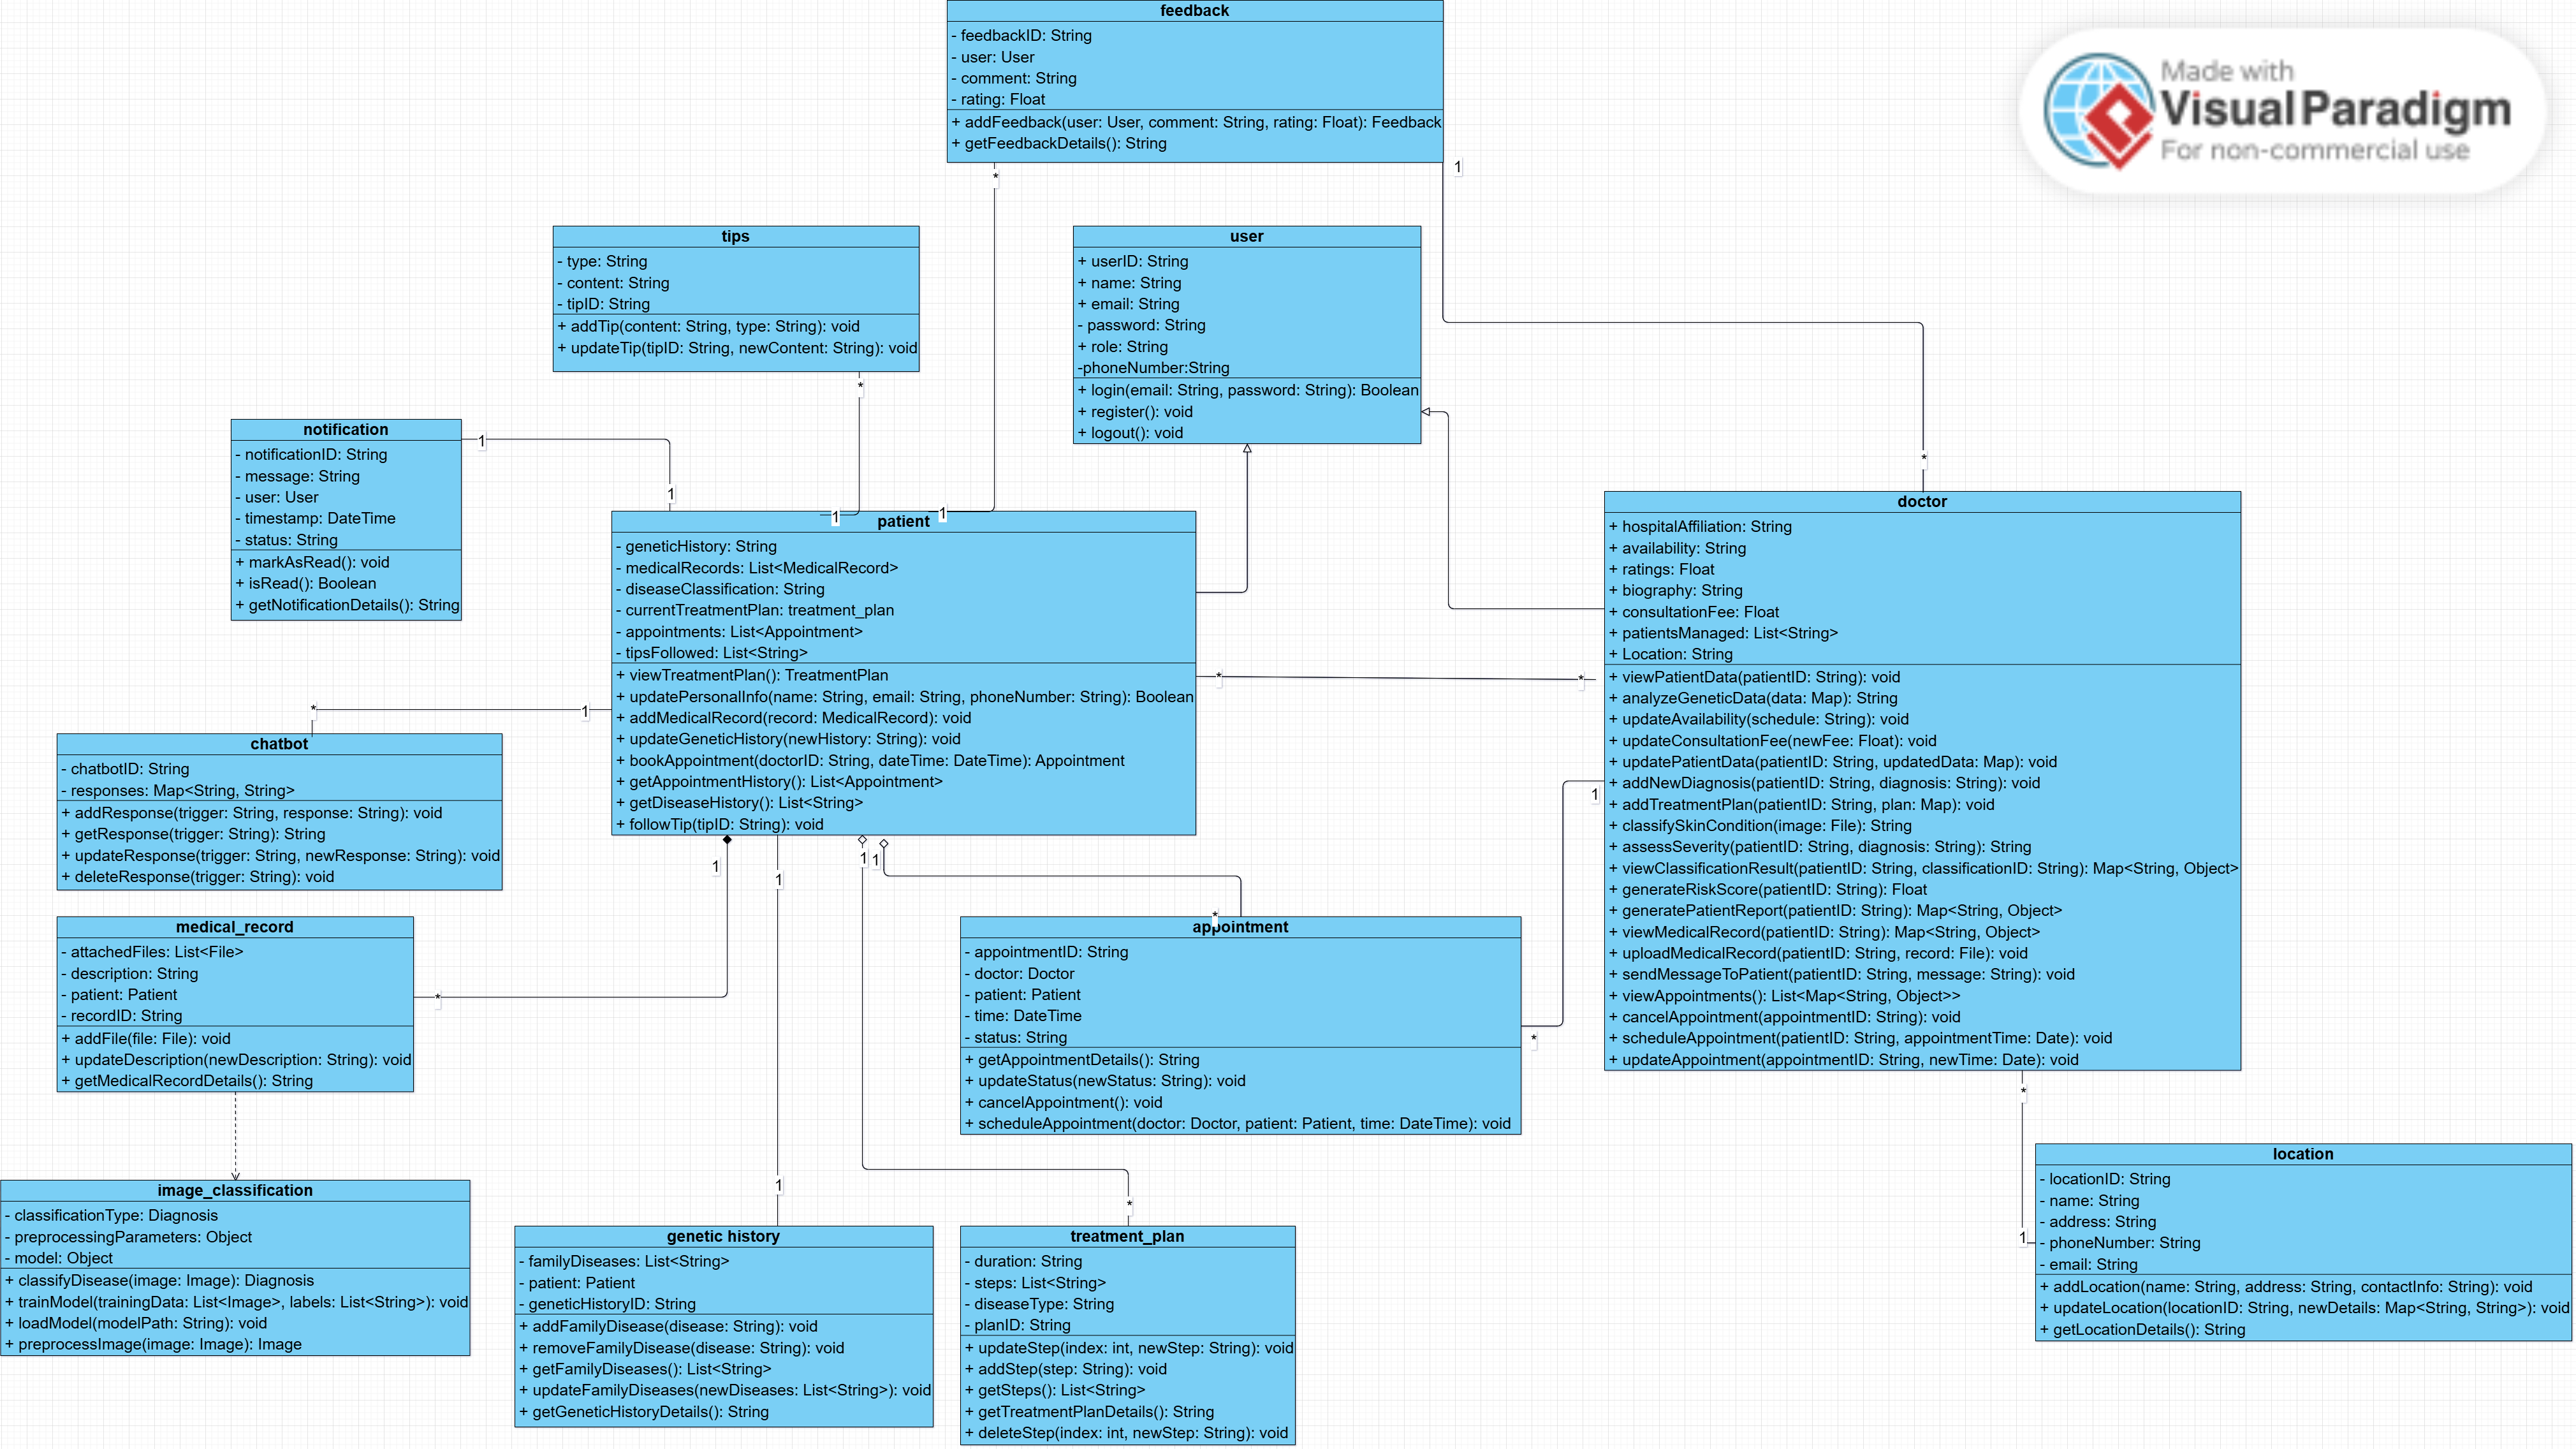 feedback
- feedbackID: String
- user: User
- comment: String
- rating: Float
+ addFeedback(user: User, comment: String, rating: Float): Feedback
+ getFeedbackDetails(): String
*
1
Made with
Visual Paradigm
For non-commercial use
tips
- type: String
- content: String
- tipID: String
+ addTip(content: String, type: String): void
+ updateTip(tipID: String, newContent: String): void
*
user
+ userID: String
+ name: String
+ email: String
- password: String
+ role: String
-phoneNumber:String
+ login(email: String, password: String): Boolean
+ register(): void
+ logout(): void
notification
- notificationID: String
- message: String
- user: User
- timestamp: DateTime
- status: String
+ markAsRead(): void
+ isRead(): Boolean
+ getNotificationDetails(): String
1
1
1
1
patient
- geneticHistory: String
- medicalRecords: List<MedicalRecord>
- diseaseClassification: String
- currentTreatmentPlan: treatment_plan
- appointments: List<Appointment>
- tipsFollowed: List<String>
+ viewTreatmentPlan(): TreatmentPlan
+ updatePersonalInfo(name: String, email: String, phoneNumber: String): Boolean
+ addMedicalRecord(record: MedicalRecord): void
+ updateGeneticHistory(newHistory: String): void
+ bookAppointment(doctorID: String, dateTime: DateTime): Appointment
+ getAppointmentHistory(): List<Appointment>
+ getDiseaseHistory(): List<String>
+ followTip(tipID: String): void
*
*
*
doctor
+ hospitalAffiliation: String
+ availability: String
+ ratings: Float
+ biography: String
+ consultationFee: Float
+ patientsManaged: List<String>
+ Location: String
+ viewPatientData(patientID: String): void
+ analyzeGeneticData(data: Map): String
+ updateAvailability(schedule: String): void
+ updateConsultationFee(newFee: Float): void
+ updatePatientData(patientID: String, updatedData: Map): void
+ addNewDiagnosis(patientID: String, diagnosis: String): void
+ addTreatmentPlan(patientID: String, plan: Map): void
+ classifySkinCondition(image: File): String
+ assessSeverity(patientID: String, diagnosis: String): String
+ viewClassificationResult(patientID: String, classificationID: String): Map<String, Object>
+ generateRiskScore(patientID: String): Float
+ generatePatientReport(patientID: String): Map<String, Object>
+ viewMedicalRecord(patientID: String): Map<String, Object>
+ uploadMedicalRecord(patientID: String, record: File): void
+ sendMessageToPatient(patientID: String, message: String): void
+ viewAppointments(): List<Map<String, Object>>
+ cancelAppointment(appointmentID: String): void
+ scheduleAppointment(patientID: String, appointmentTime: Date): void
+ updateAppointment(appointmentID: String, newTime: Date): void
*
1
chatbot
- chatbotID: String
- responses: Map<String, String>
+ addResponse(trigger: String, response: String): void
+ getResponse(trigger: String): String
+ updateResponse(trigger: String, newResponse: String): void
+ deleteResponse(trigger: String): void
1
1
1
1
1
medical_record
- attachedFiles: List<File>
- description: String
- patient: Patient
- recordID: String
+ addFile(file: File): void
+ updateDescription(newDescription: String): void
+ getMedicalRecordDetails(): String
*
*
appointment
- appointmentID: String
- doctor: Doctor
- patient: Patient
- time: DateTime
- status: String
+ getAppointmentDetails(): String
+ updateStatus(newStatus: String): void
+ cancelAppointment(): void
+ scheduleAppointment(doctor: Doctor, patient: Patient, time: DateTime): void
*
*
image_classification
- classificationType: Diagnosis
- preprocessingParameters: Object
- model: Object
+ classifyDisease(image: Image): Diagnosis
+ trainModel(trainingData: List<Image>, labels: List<String>): void
+ loadModel(modelPath: String): void
+ preprocessImage(image: Image): Image
1
genetic history
- familyDiseases: List<String>
- patient: Patient
- geneticHistoryID: String
+ addFamilyDisease(disease: String): void
+ removeFamilyDisease(disease: String): void
+ getFamilyDiseases(): List<String>
+ updateFamilyDiseases(newDiseases: List<String>): void
+ getGeneticHistoryDetails(): String
*
treatment_plan
- duration: String
- steps: List<String>
- diseaseType: String
- planID: String
+ updateStep(index: int, newStep: String): void
+ addStep(step: String): void
+ getSteps(): List<String>
+ getTreatmentPlanDetails(): String
+ deleteStep(index: int, newStep: String): void
1
location
- locationID: String
- name: String
- address: String
- phoneNumber: String
- email: String
+ addLocation(name: String, address: String, contactInfo: String): void
+ updateLocation(locationID: String, newDetails: Map<String, String>): void
+ getLocationDetails(): String